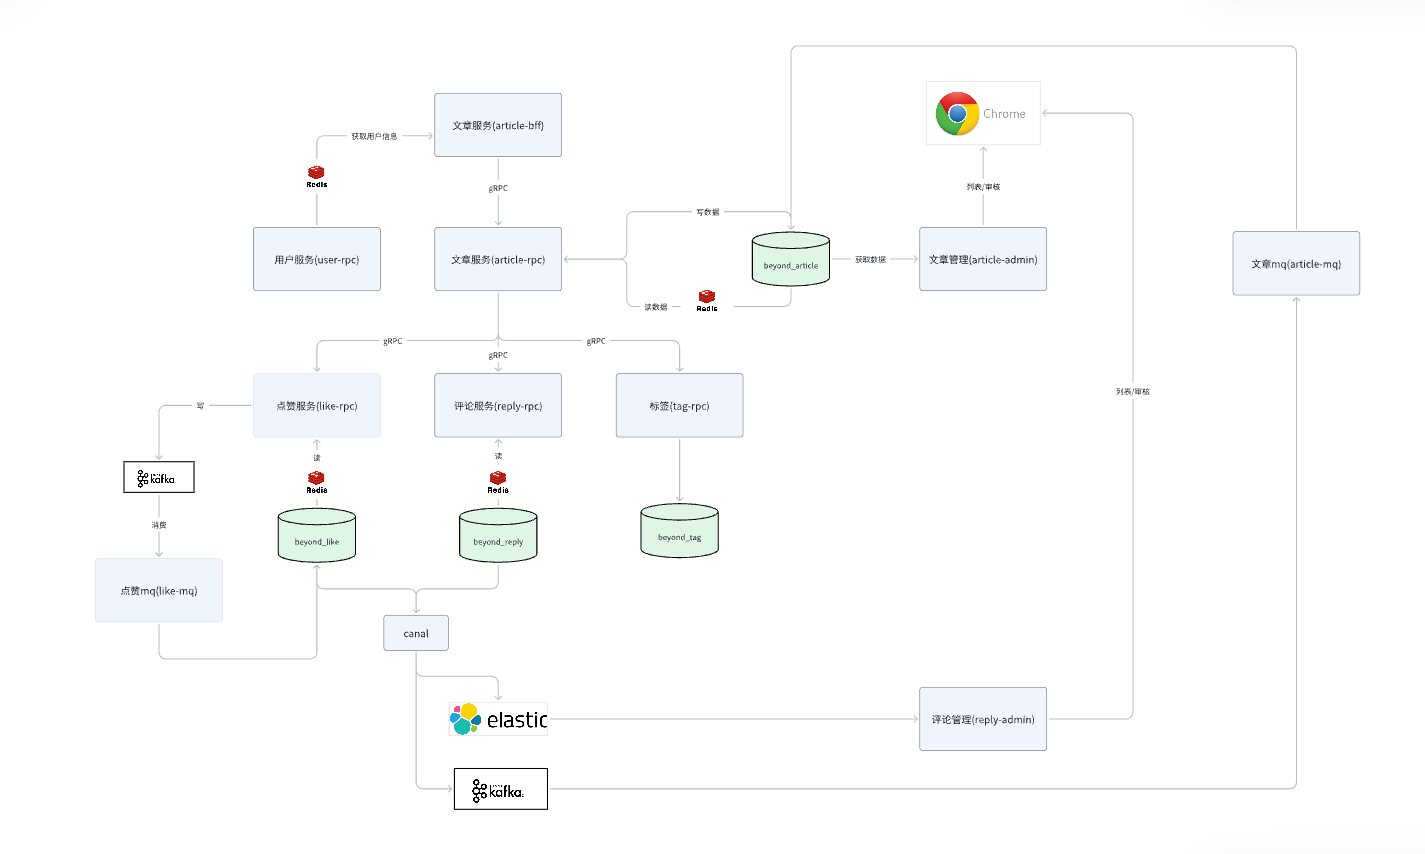 Chrome
文章服务(article-bff)
获取用户信息
Redis
gRPC
列表/审核
写数据
用户服务(user-rpc)
文章服务(article-rpc)
beyond_article
获取数据
文章管理(article-admin)
文章mq(article-mq)
读数据
Redis
gRPC
gRPC
gRPC
列表/审核
点赞服务(like-rpc)
评论服务(reply-rpc)
标签(tag-rpc)
写
读
读
kafka
Redis
Redis
消费
beyond_like
beyond_reply
beyond_tag
点赞mq(like-mq)
canal
elastic
评论管理(reply-admin)
kafka